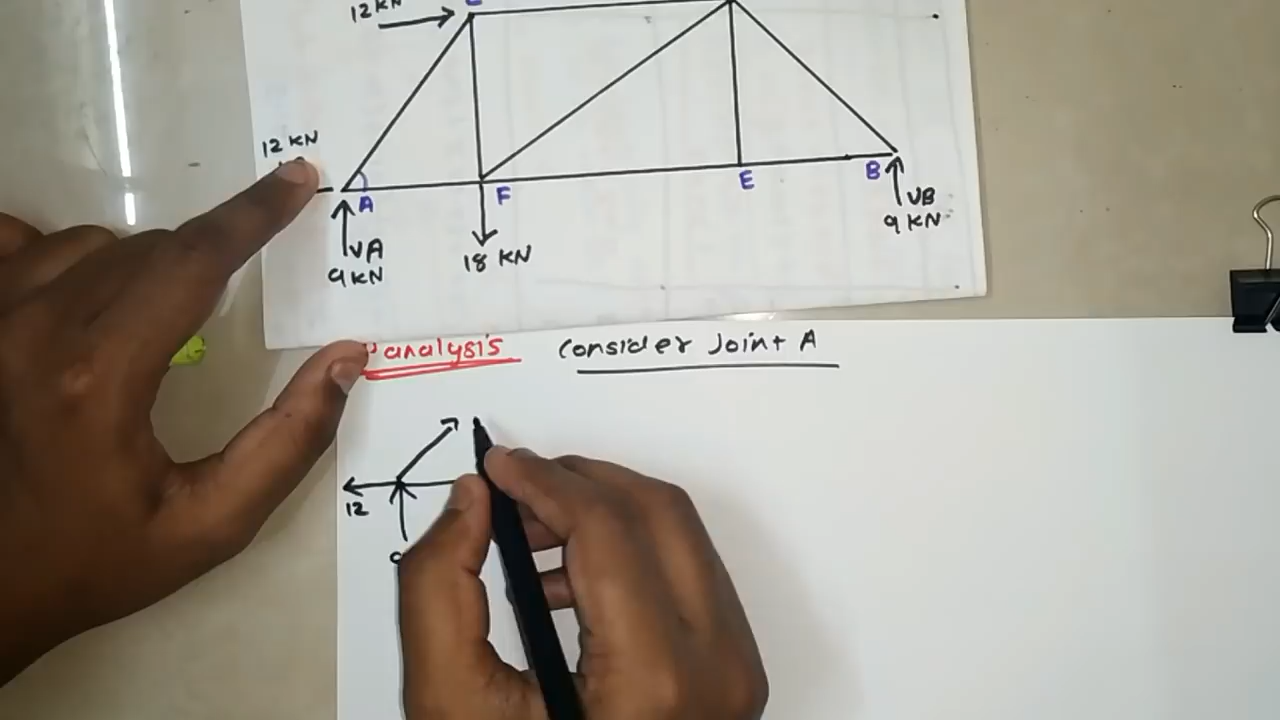 12 KN
12 KN
A
F
E
B
VA
9 KN
18 KN
VB
9 KN
analysis Consider Joint A
12